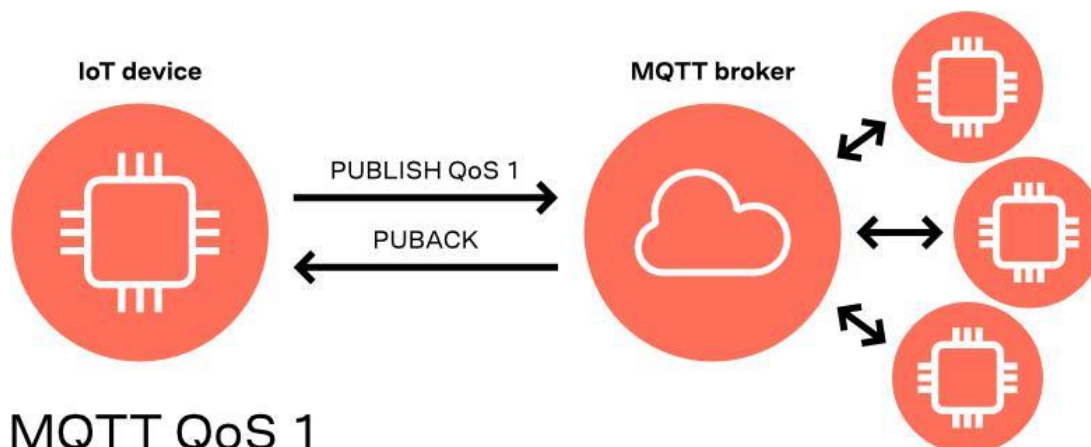 IoT device
MQTT broker
PUBLISH QoS 1
PUBACK
MQTT QoS 1